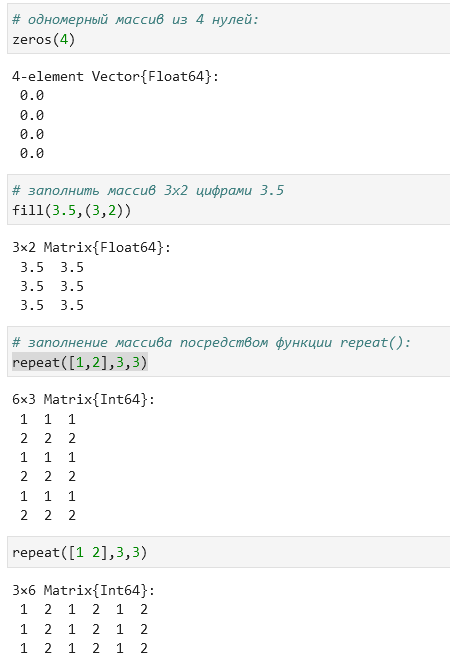 # одномерный массив из 4 нулей:
zeros(4)
4-element Vector{Float64}:
0.0
0.0
0.0
0.0
# заполнить массив 3x2 цифрами 3.5
fill(3.5,(3,2))
3×2 Matrix{Float64}:
3.5  3.5
3.5  3.5
3.5  3.5
# заполнение массива посредством функции repeat():
repeat([1,2],3,3)
6×3 Matrix{Int64}:
1  1  1
2  2  2
1  1  1
2  2  2
1  1  1
2  2  2
repeat([1 2],3,3)
3×6 Matrix{Int64}:
1  2  1  2  1  2
1  2  1  2  1  2
1  2  1  2  1  2